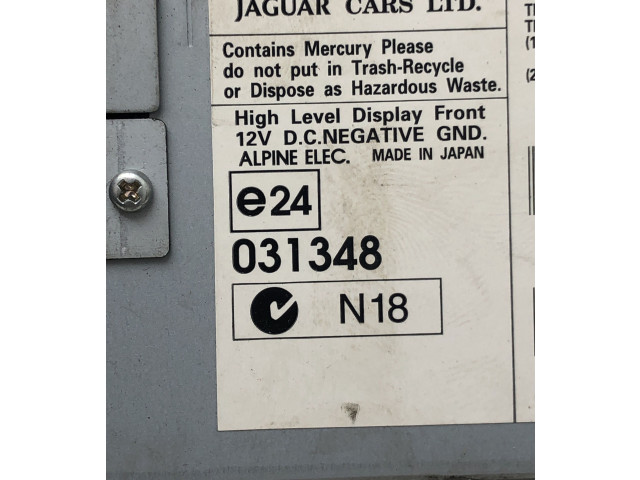 JAGUAR CARS LTD.
Contains Mercury Please
do not put in Trash-Recycle
or Dispose as Hazardous Waste.
High Level Display Front
12V D.C.NEGATIVE GND.
ALPINE ELEC. MADE IN JAPAN
e24
031348
N18